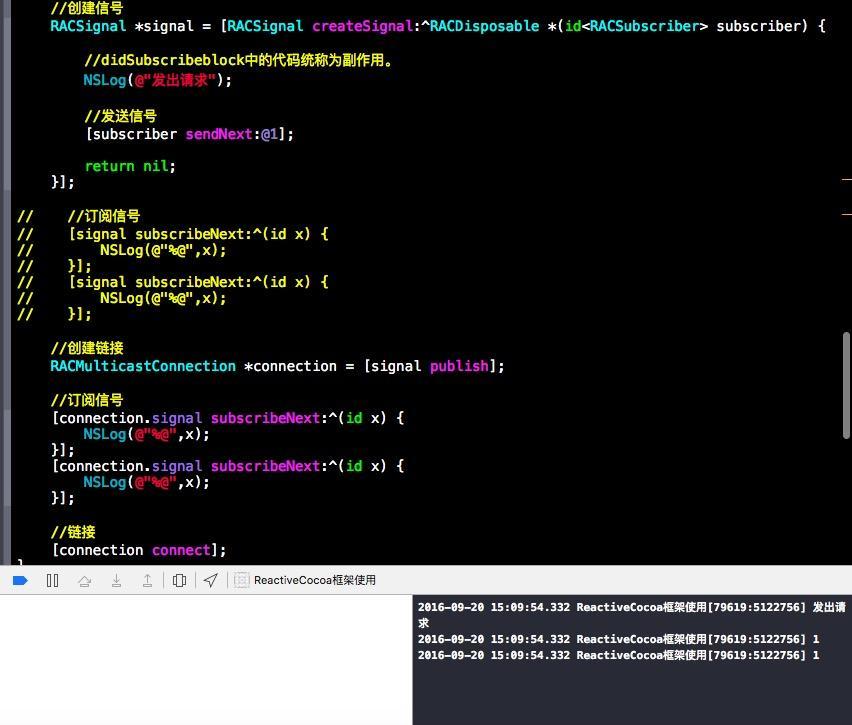 //创建信号
RACSignal *signal = [RACSignal createSignal:^RACDisposable *(id<RACSubscriber> subscriber) {
//didSubscribeblock中的代码统称为副作用。
NSLog(@"发出请求");
//发送信号
[subscriber sendNext:@1];
return nil;
}];
// //订阅信号
// [signal subscribeNext:^(id x) {
// NSLog(@"%@",x);
// }];
// [signal subscribeNext:^(id x) {
// NSLog(@"%@",x);
// }];
//创建链接
RACMulticastConnection *connection = [signal publish];
//订阅信号
[connection.signal subscribeNext:^(id x) {
NSLog(@"%@",x);
}];
[connection.signal subscribeNext:^(id x) {
NSLog(@"%@",x);
}];
//链接
[connection connect];
ReactiveCocoa框架使用
2016-09-20 15:09:54.332 ReactiveCocoa框架使用[79619:5122756] 发出请
求
2016-09-20 15:09:54.332 ReactiveCocoa框架使用[79619:5122756] 1
2016-09-20 15:09:54.332 ReactiveCocoa框架使用[79619:5122756] 1